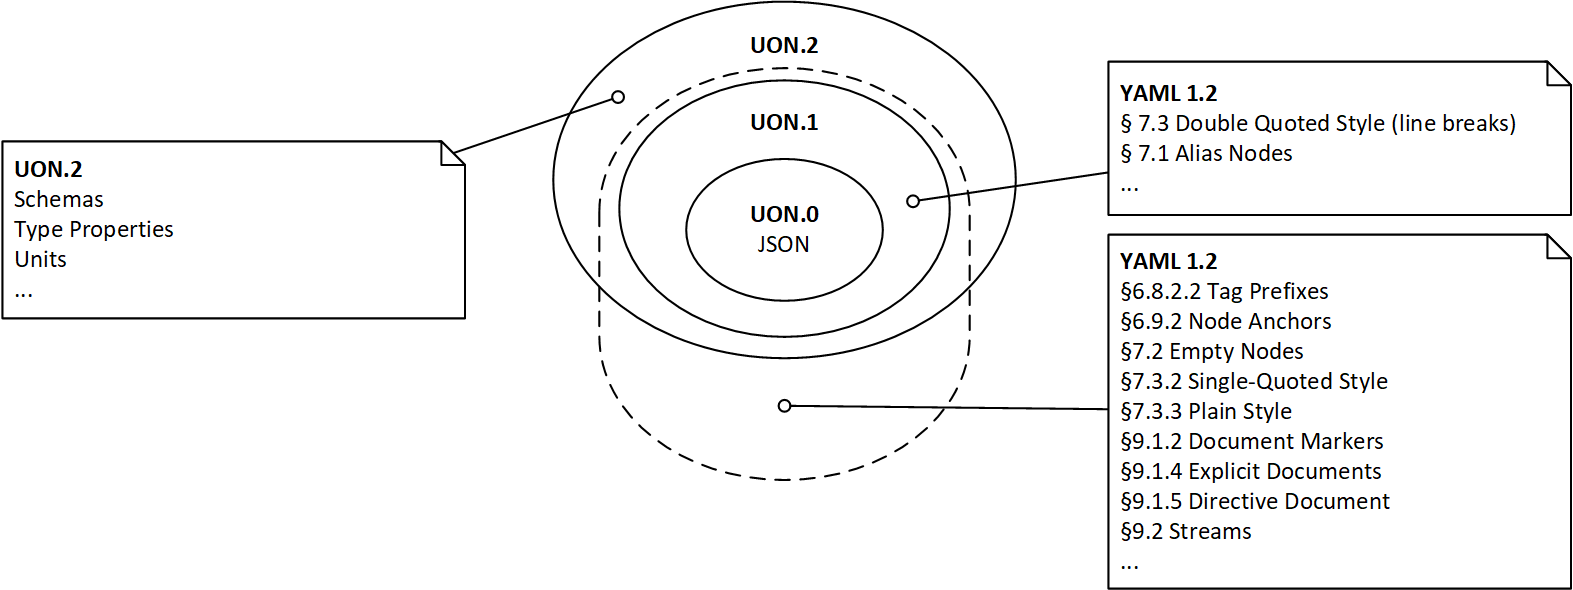 UON.2
UON.1
UON.0
JSON
UON.2
Schemas
Type Properties
Units
...
YAML 1.2
§ 7.3 Double Quoted Style (line breaks)
§ 7.1 Alias Nodes
...
YAML 1.2
§6.8.2.2 Tag Prefixes
§6.9.2 Node Anchors
§7.2 Empty Nodes
§7.3.2 Single-Quoted Style
§7.3.3 Plain Style
§9.1.2 Document Markers
§9.1.4 Explicit Documents
§9.1.5 Directive Document
§9.2 Streams
...